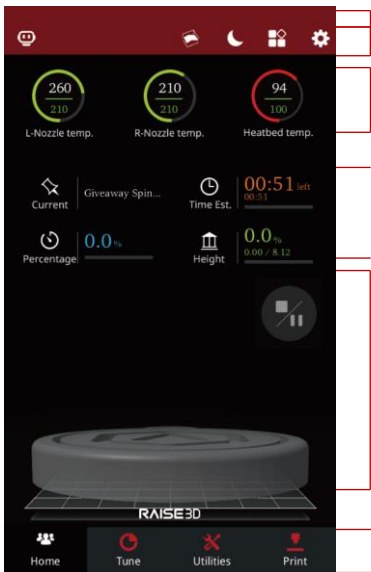 260
210
L-Nozzle temp.
210
210
R-Nozzle temp.
94
100
Heatbed temp.
Current
Giveaway Spin...
Time Est.
00:51 left
00:51
Percentage
0.0 %
Height
0.0 %
0.00 / 8.12
RAISE3D
Home
Tune
Utilities
Print